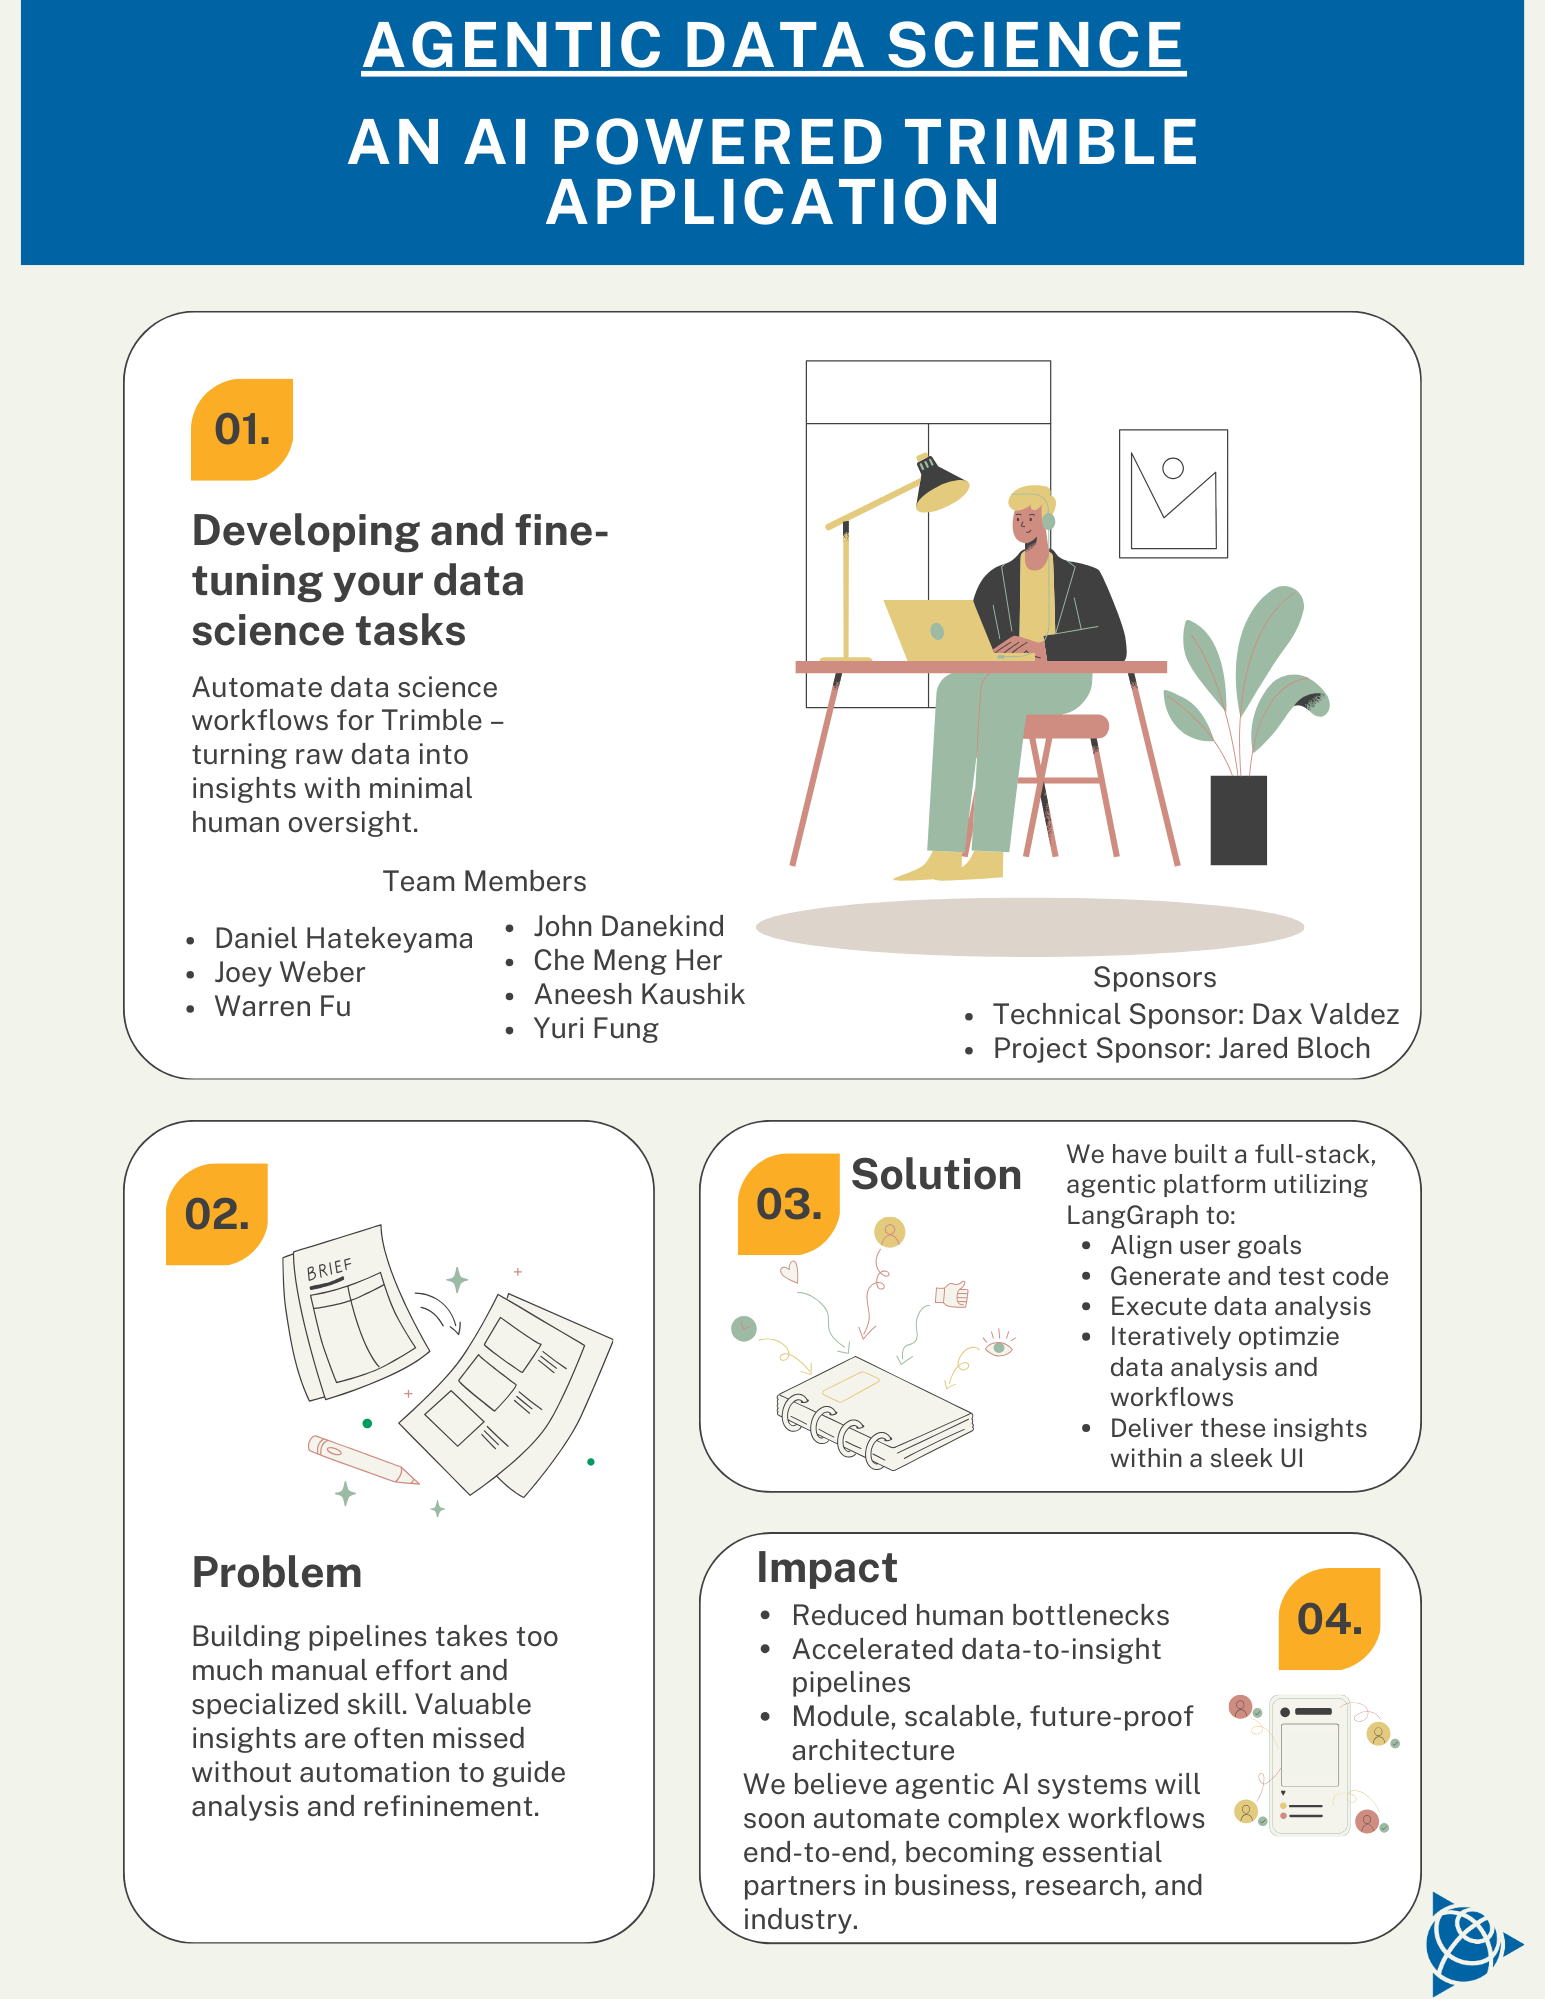 AGENTIC DATA SCIENCE
AN AI POWERED TRIMBLE
APPLICATION
01.
Developing and fine-
tuning your data
science tasks
Automate data science
workflows for Trimble –
turning raw data into
insights with minimal
human oversight.
Team Members
• Daniel Hatekeyama
• Joey Weber
• Warren Fu
• John Danekind
• Che Meng Her
• Aneesh Kaushik
• Yuri Fung
Sponsors
• Technical Sponsor: Dax Valdez
• Project Sponsor: Jared Bloch
02.
BRIEF
Problem
Building pipelines takes too
much manual effort and
specialized skill. Valuable
insights are often missed
without automation to guide
analysis and refininement.
03.
Solution
We have built a full-stack,
agentic platform utilizing
LangGraph to:
• Align user goals
• Generate and test code
• Execute data analysis
• Iteratively optimzie
data analysis and
workflows
• Deliver these insights
within a sleek UI
Impact
• Reduced human bottlenecks
• Accelerated data-to-insight
pipelines
• Module, scalable, future-proof
architecture
We believe agentic AI systems will
soon automate complex workflows
end-to-end, becoming essential
partners in business, research, and
industry.
04.